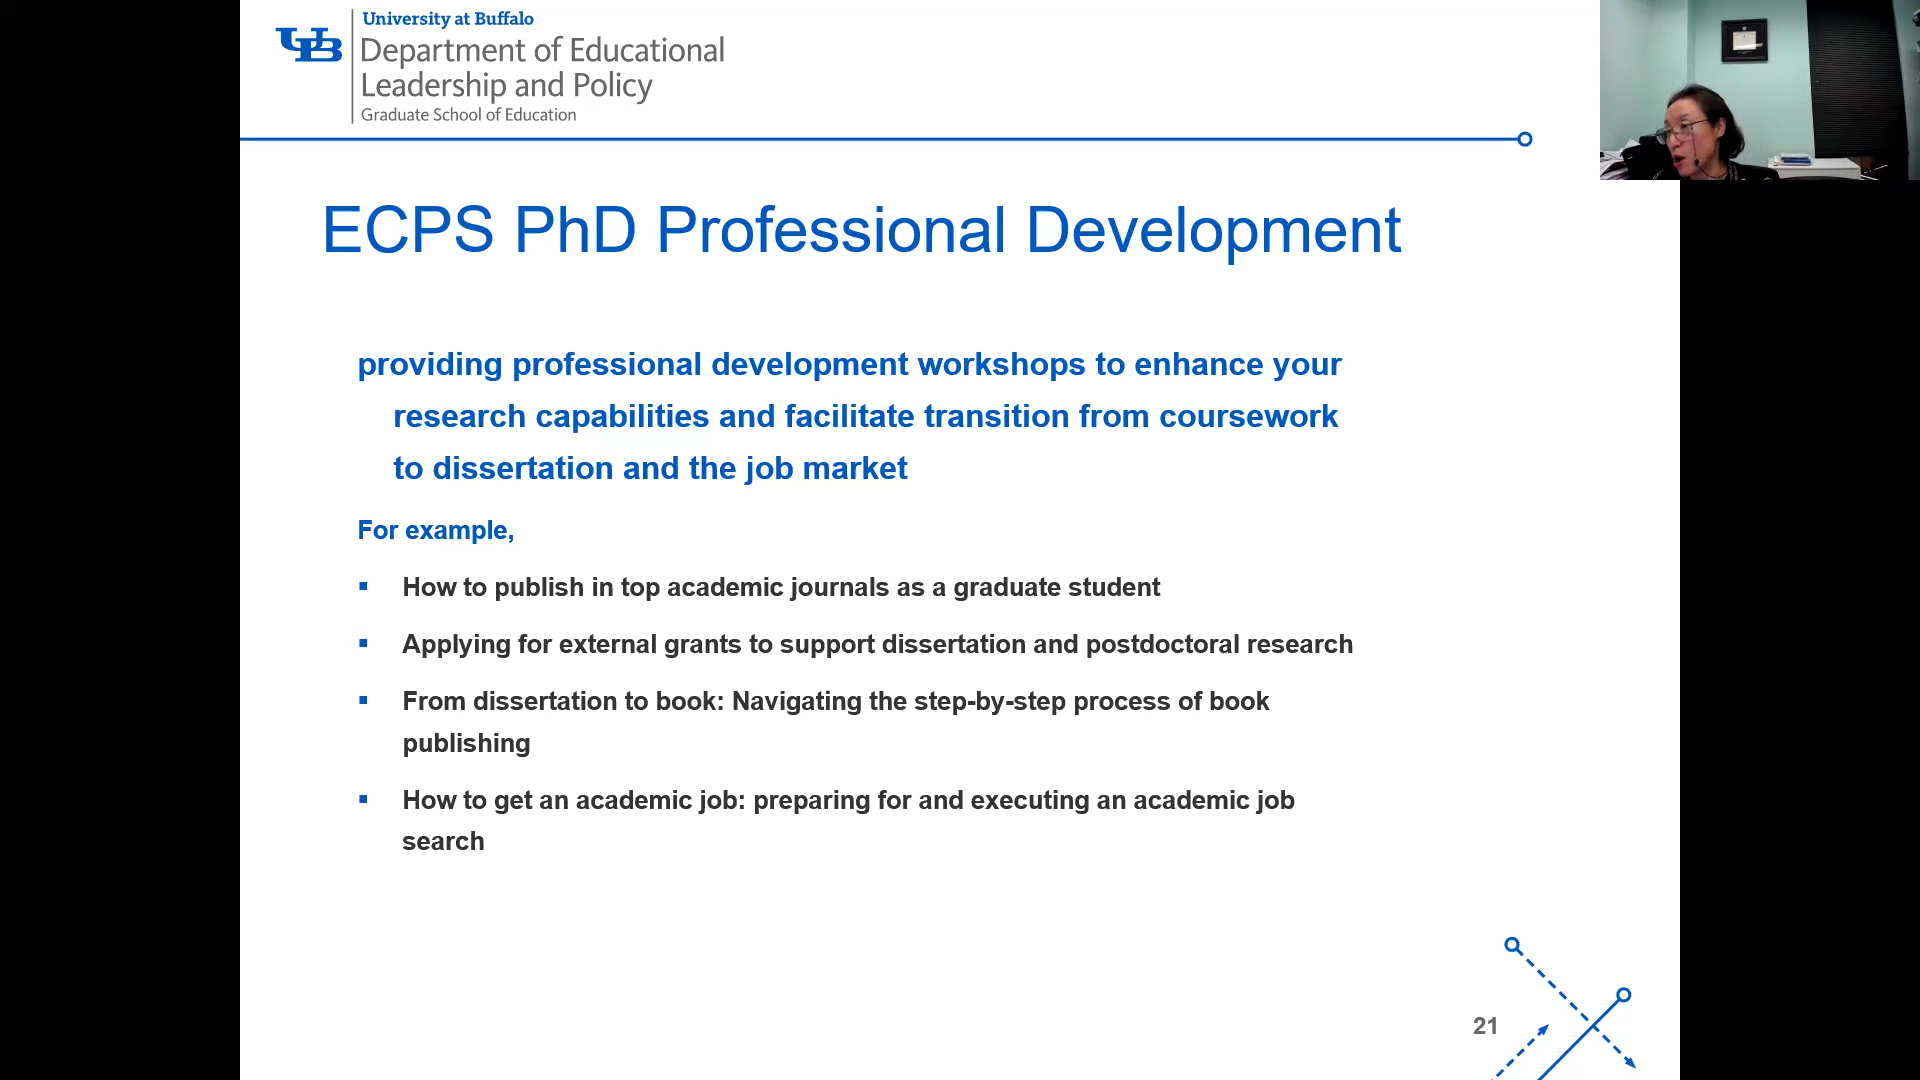 University at Buffalo
UB
Department of Educational
Leadership and Policy
Graduate School of Education
ECPS PhD Professional Development
providing professional development workshops to enhance your
research capabilities and facilitate transition from coursework
to dissertation and the job market
For example,
▪ How to publish in top academic journals as a graduate student
▪ Applying for external grants to support dissertation and postdoctoral research
▪ From dissertation to book: Navigating the step-by-step process of book
publishing
▪ How to get an academic job: preparing for and executing an academic job
search
21